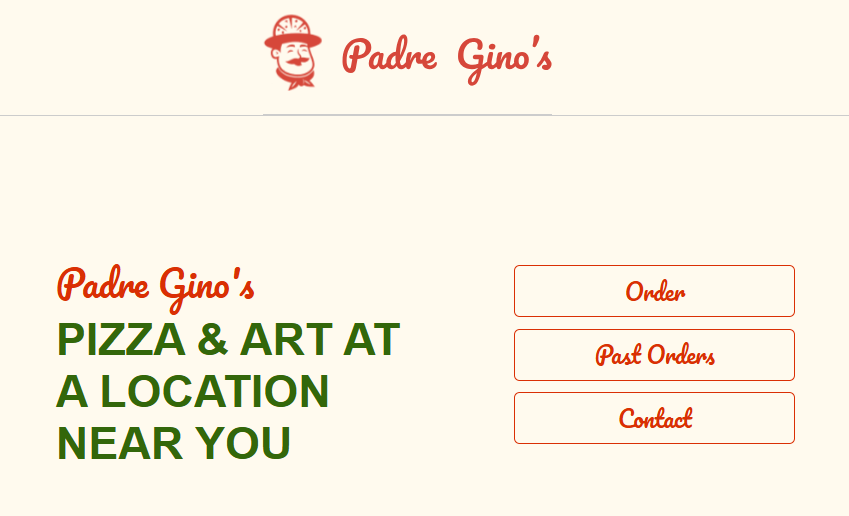 Padre Gino's
Padre Gino's
PIZZA & ART AT
A LOCATION
NEAR YOU
Order
Past Orders
Contact